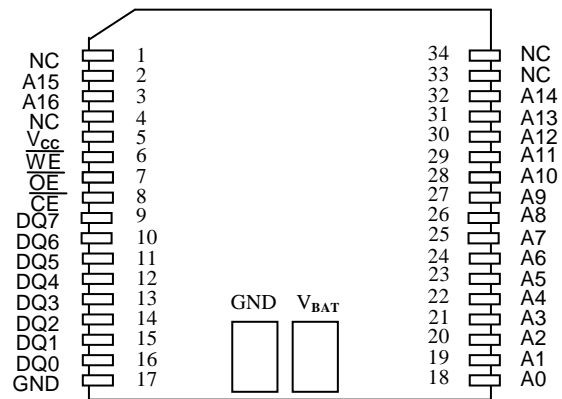 NC 1 34 NC
A15 2 33 NC
A16 3 32 A14
NC 4 31 A13
VCC 5 30 A12
WE 6 29 A11
OE 7 28 A10
CE 8 27 A9
DQ7 9 26 A8
DQ6 10 25 A7
DQ5 11 24 A6
DQ4 12 23 A5
DQ3 13 22 A4
DQ2 14 21 A3
DQ1 15 20 A2
DQ0 16 19 A1
GND 17 18 A0
GND VBAT